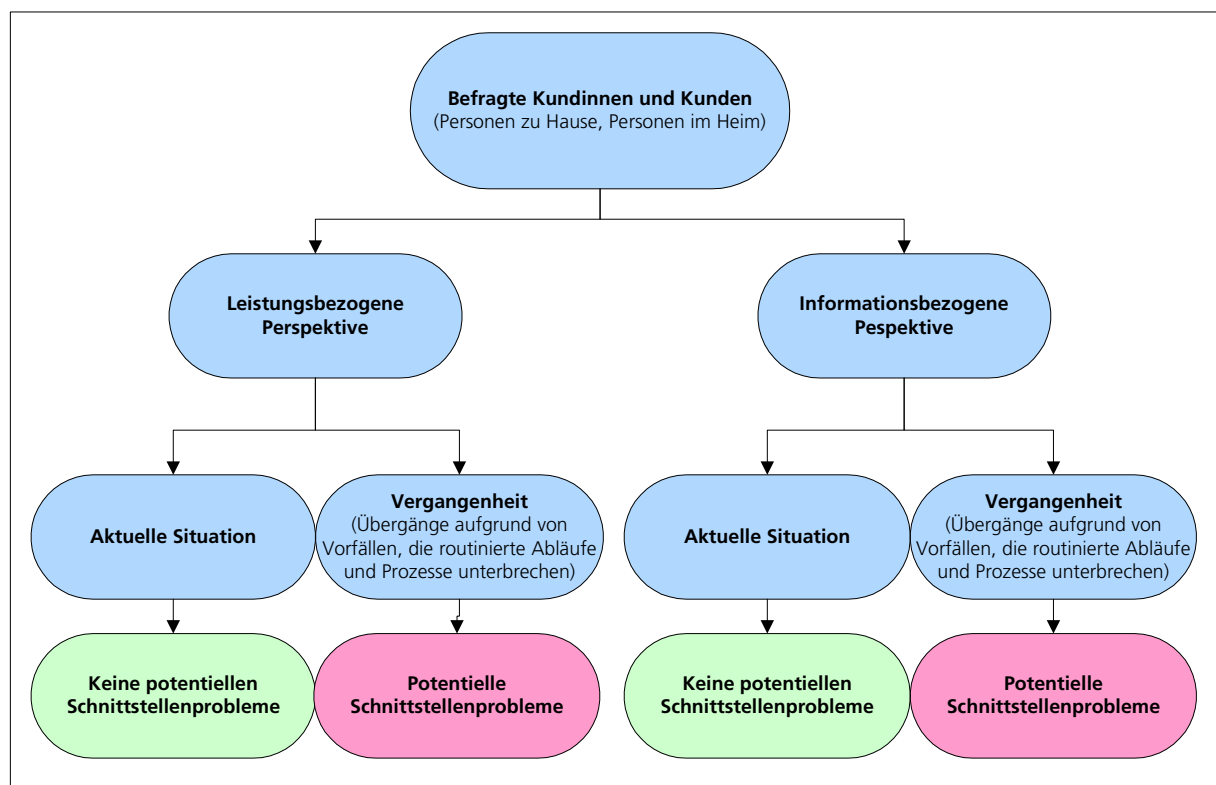 Befragte Kundinnen und Kunden
(Personen zu Hause, Personen im Heim)
Leistungsbezogene
Perspektive
Informationsbezogene
Pespektive
Aktuelle Situation
Vergangenheit
(Übergänge aufgrund von
Vorfällen, die routinierte Abläufe
und Prozesse unterbrechen)
Aktuelle Situation
Vergangenheit
(Übergänge aufgrund von
Vorfällen, die routinierte Abläufe
und Prozesse unterbrechen)
Keine potentiellen
Schnittstellenprobleme
Potentielle
Schnittstellenprobleme
Keine potentiellen
Schnittstellenprobleme
Potentielle
Schnittstellenprobleme